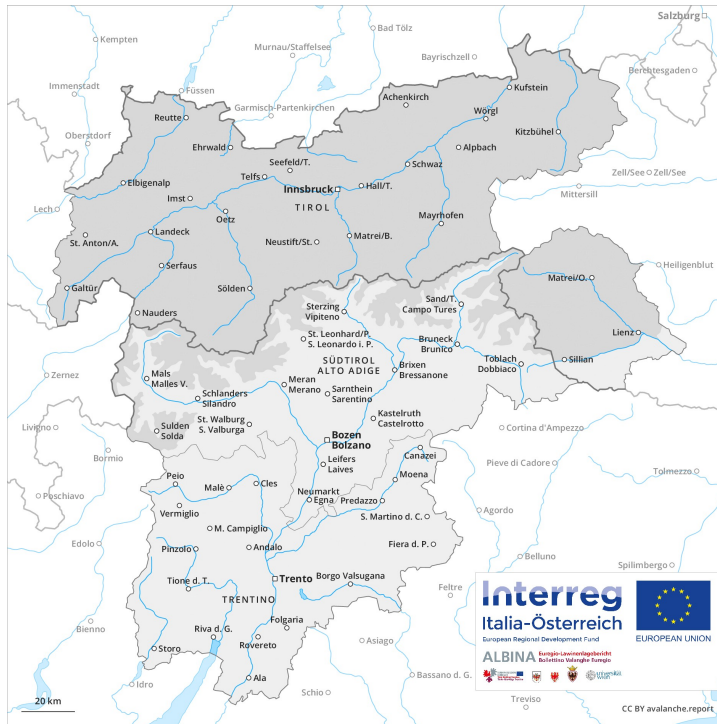 Salzburg
Kempten
Bad Tölz
Murnau/Staffelsee
Bayrischzell
Berchtesgaden
Immenstadt
Füssen
Garmisch-Partenkirchen
Achenkirch
Kufstein
Reutte
Wörgl
Oberstdorf
Kitzbühel
Ehrwald
Alpbach
Seefeld/T.
Schwaz
Zell/See
Zell/See
Telfs
Elbigenalp
Innsbruck
Hall/T.
Mittersill
Imst
TIROL
Lech
Oetz
Mayrhofen
St. Anton/A.
Landeck
Neustift/St.
Matrei/B.
Serfaus
Heiligenblut
Matrei/O.
Galtür
Sölden
Sand/T.
Campo Tures
Nauders
Sterzing
Vipiteno
Lienz
St. Leonhard/P.
S. Leonardo i. P.
Bruneck
Brunico
Toblach
Dobbiaco
Sillian
SÜDTIROL
ALTO ADIGE
Brixen
Bressanone
Zernez
Mals
Malles V.
Meran
Merano
Schlanders
Silandro
Sarnthein
Sarentino
Kastelruth
Castelrotto
St. Walburg
S. Valburga
Livigno
Sulden
Solda
Bozen
Bolzano
Cortina d'Ampezzo
Bormio
Canazei
Leifers
Laives
Pieve di Cadore
Tolmezzo
Peio
Moena
Malè
Cles
Neumarkt
Egna
Predazzo
Poschiavo
Vermiglio
Agordo
S. Martino d. C.
M. Campiglio
Edolo
Pinzolo
Andalo
Fiera d. P.
Belluno
Spilimbergo
Tione d. T.
Trento
Borgo Valsugana
Feltre
TRENTINO
Folgaria
Bienno
Riva d. G.
Rovereto
Asiago
Storo
Ala
Idro
Schio
Bassano d. G.
Treviso
Interreg
Italia-Österreich
European Regional Development Fund
EUROPEAN UNION
ALBINA
Euregio-Lawinenlagebericht
Bollettino Valanghe Euregio
universität
wien
20 km
CC BY avalanche.report